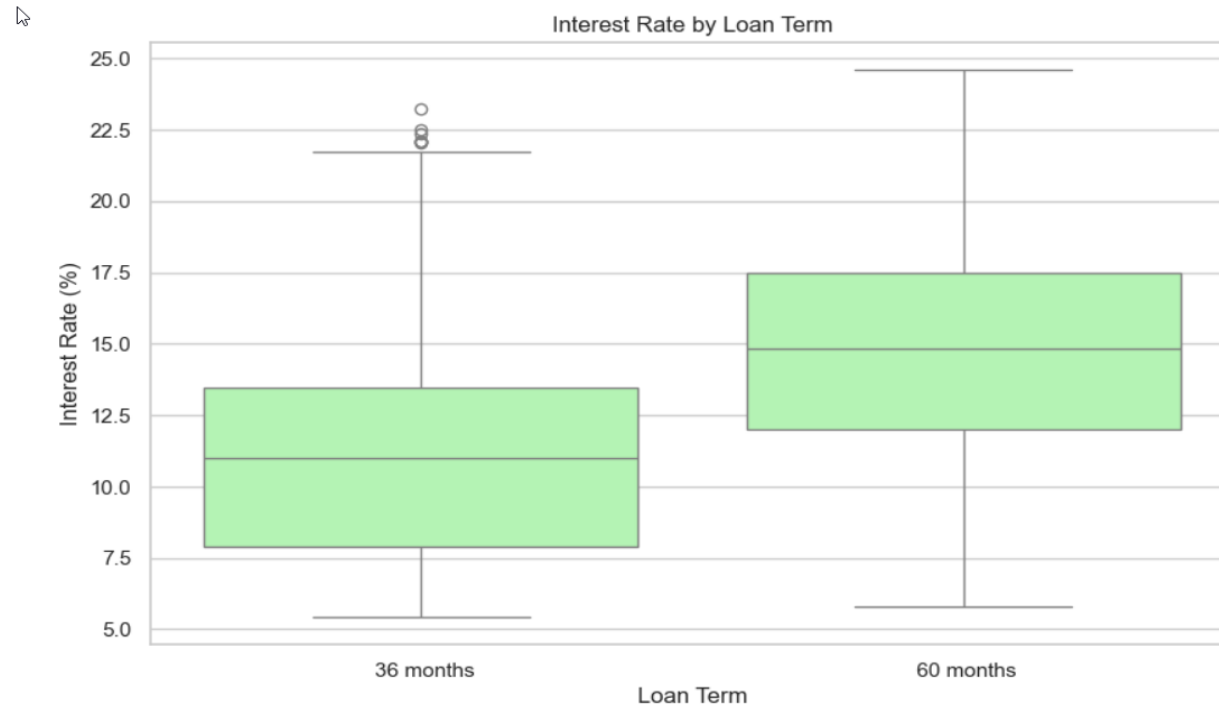 Interest Rate by Loan Term
25.0
22.5
20.0
17.5
15.0
12.5
10.0
7.5
5.0
Interest Rate (%)
36 months
60 months
Loan Term